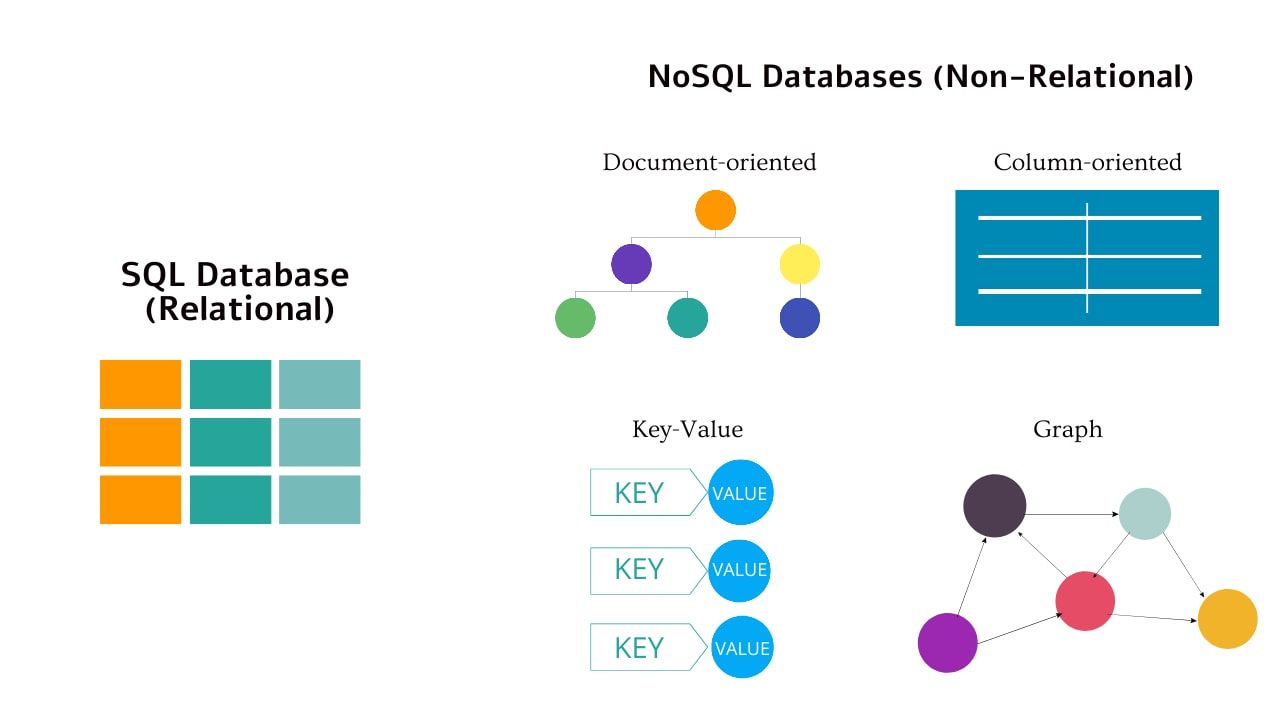 NoSQL Databases (Non-Relational)
Document-oriented
Column-oriented
SQL Database
(Relational)
Key-Value
Graph
KEY VALUE
KEY VALUE
KEY VALUE